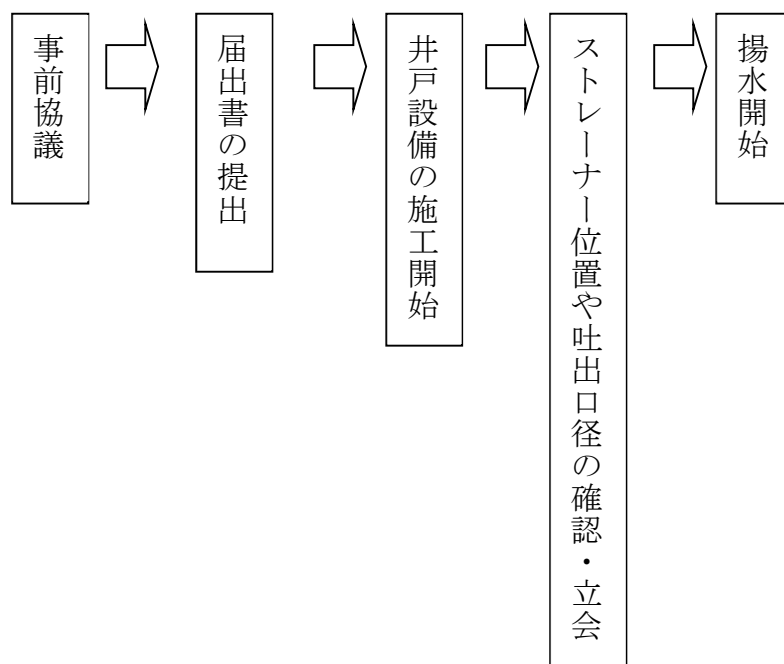 事前協議
届出書の提出
井戸設備の施工開始
ストレーナー位置や吐出口径の確認・立会
揚水開始